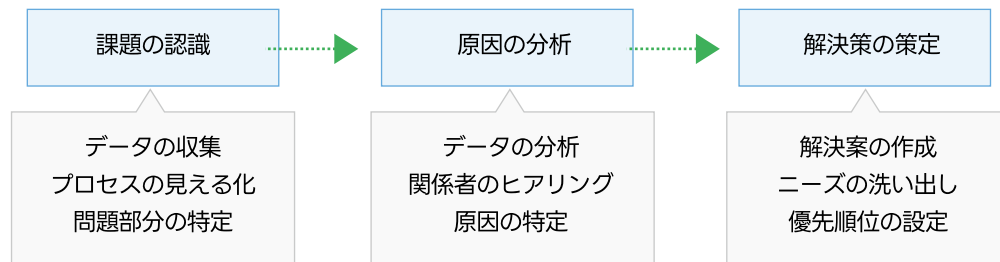 課題の認識
原因の分析
解決策の策定
データの収集
プロセスの見える化
問題部分の特定
データの分析
関係者のヒアリング
原因の特定
解決案の作成
ニーズの洗い出し
優先順位の設定